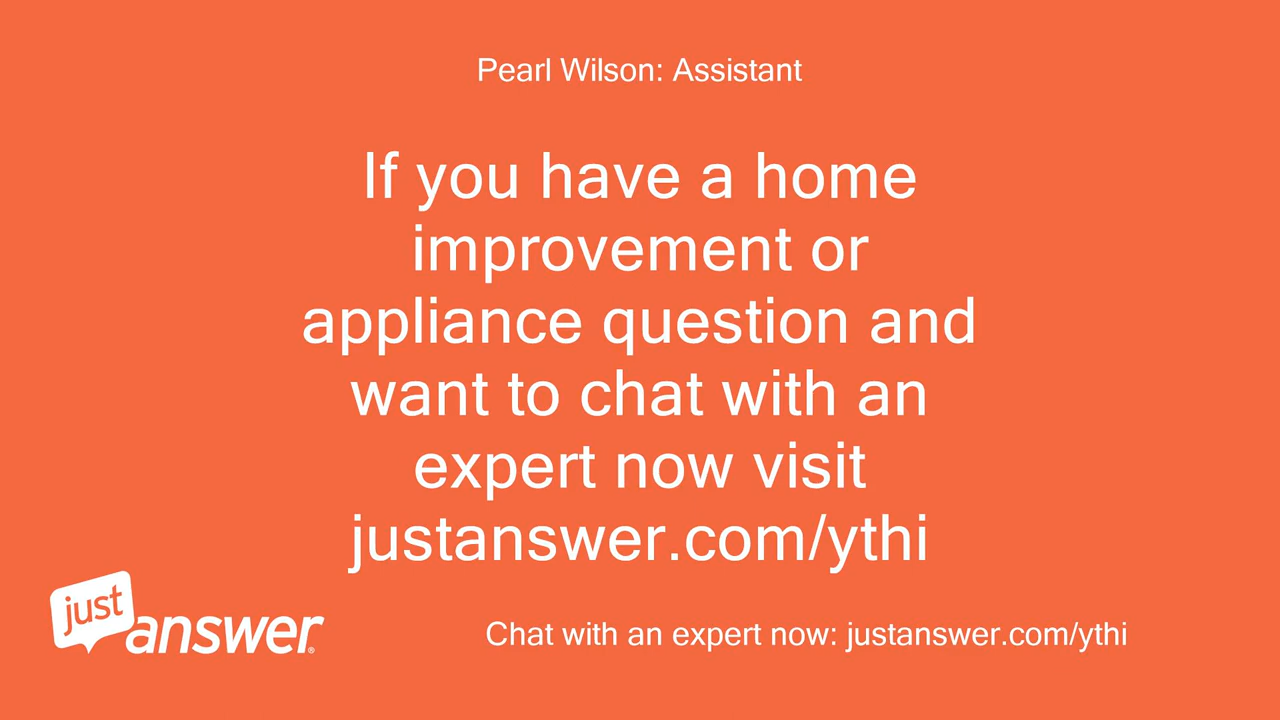 Pearl Wilson: Assistant
If you have a home
improvement or
appliance question and
want to chat with an
expert now visit
justanswer.com/ythi
just
answer®
Chat with an expert now: justanswer.com/ythi